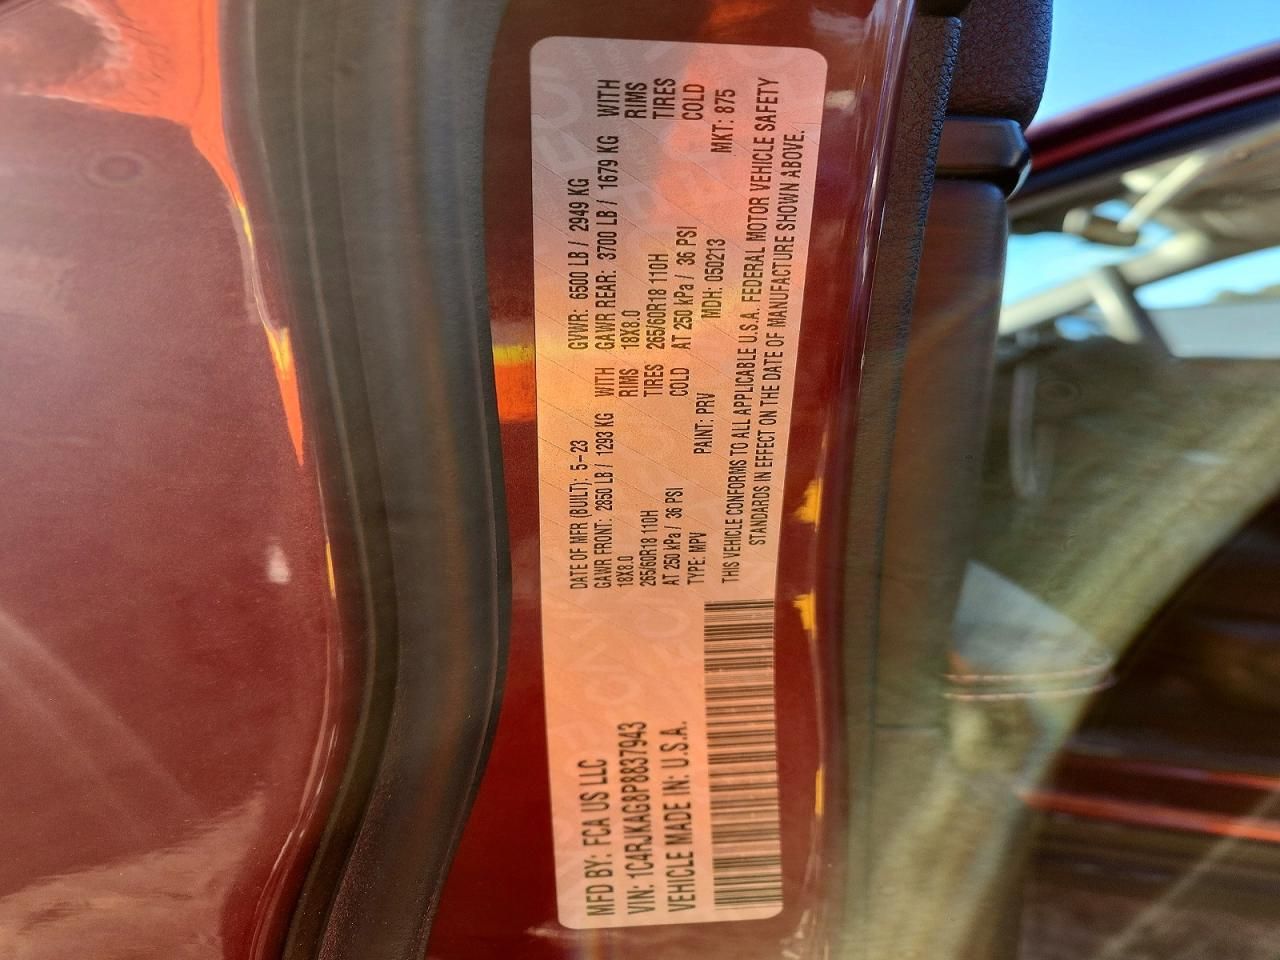 MFD BY: FCA US LLC
VIN: 1C4RJKAG8P8837943
VEHICLE MADE IN: U.S.A.
DATE OF MFR (BUILT): 5-23 GVWR: 6500 LB / 2949 KG
GAWR FRONT: 2850 LB / 1293 KG WITH GAWR REAR: 3700 LB / 1679 KG WITH
18X8.0 RIMS 18X8.0 RIMS
265/60R18 110H TIRES 265/60R18 110H TIRES
AT 250 kPa / 36 PSI COLD AT 250 kPa / 36 PSI COLD
TYPE: MPV PAINT: PRV MDH: 050213 MKT: 875
THIS VEHICLE CONFORMS TO ALL APPLICABLE U.S.A. FEDERAL MOTOR VEHICLE SAFETY
STANDARDS IN EFFECT ON THE DATE OF MANUFACTURE SHOWN ABOVE.